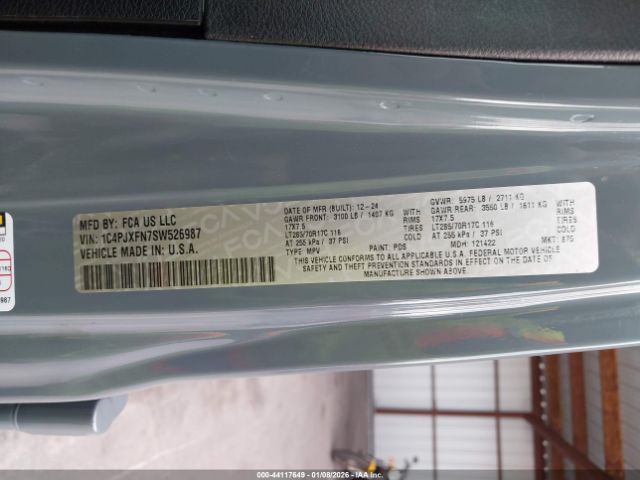 MFD BY: FCA US LLC
VIN: 1C4PJXFN7SW526987
VEHICLE MADE IN: U.S.A.
DATE OF MFR (BUILT): 12-24
GAWR FRONT: 3100 LB / 1407 KG
17X7.5
LT285/70R17C 116
AT 255 kPa / 37 PSI
TYPE: MPV
PAINT: PDS
WITH
RIMS
TIRES
COLD
GVWR: 5975 LB / 2711 KG
GAWR REAR: 3550 LB / 1611 KG
17X7.5
LT285/70R17C 116
AT 255 kPa / 37 PSI
MDH: 121422
WITH
RIMS
TIRES
COLD
MKT: 875
THIS VEHICLE CONFORMS TO ALL APPLICABLE U.S.A. FEDERAL MOTOR VEHICLE
SAFETY AND THEFT PREVENTION STANDARDS IN EFFECT ON THE DATE OF
MANUFACTURE SHOWN ABOVE
987
000-44117649 | 01/08/2026 | IAA Inc.